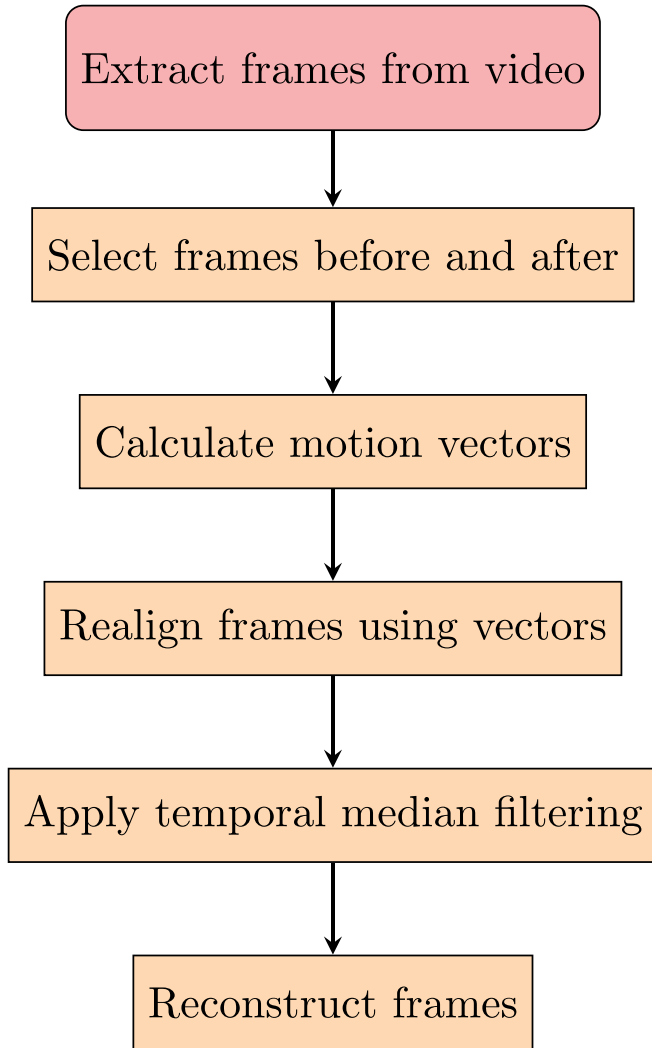 Extract frames from video
Select frames before and after
Calculate motion vectors
Realign frames using vectors
Apply temporal median filtering
Reconstruct frames